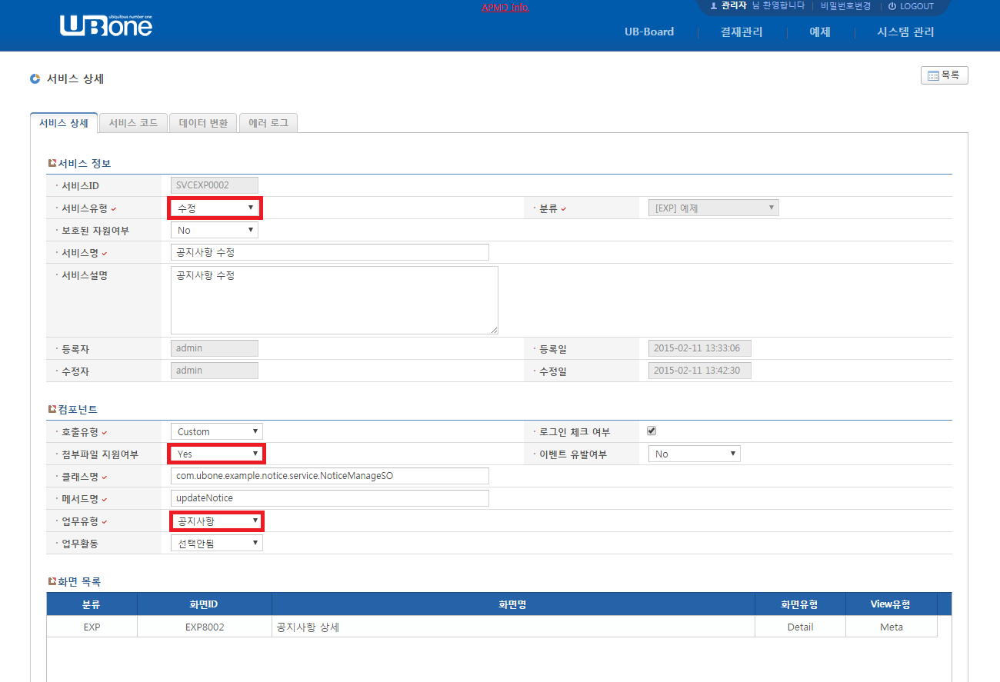 APMD Info.
관리자 님 환영합니다 비밀번호변경 LOGOUT
ubiquitous number one
UBone
UB-Board 결재관리 예제 시스템 관리
서비스 상세
목록
서비스 상세 서비스 코드 데이터 변환 에러 로그
서비스 정보
서비스ID SVCEXP0002
서비스유형 수정 분류 [EXP] 예제
보호된 자원여부 No
서비스명 공지사항 수정
서비스설명 공지사항 수정
등록자 admin 등록일 2015-02-11 13:33:06
수정자 admin 수정일 2015-02-11 13:42:30
컴포넌트
호출유형 Custom 로그인 체크 여부
첨부파일 지원여부 Yes 이벤트 유발여부 No
클래스명 com.ubone.example.notice.service.NoticeManageSO
메서드명 updateNotice
업무유형 공지사항
업무활동 선택안됨
화면 목록
분류 화면ID 화면명 화면유형 View유형
EXP EXP8002 공지사항 상세 Detail Meta